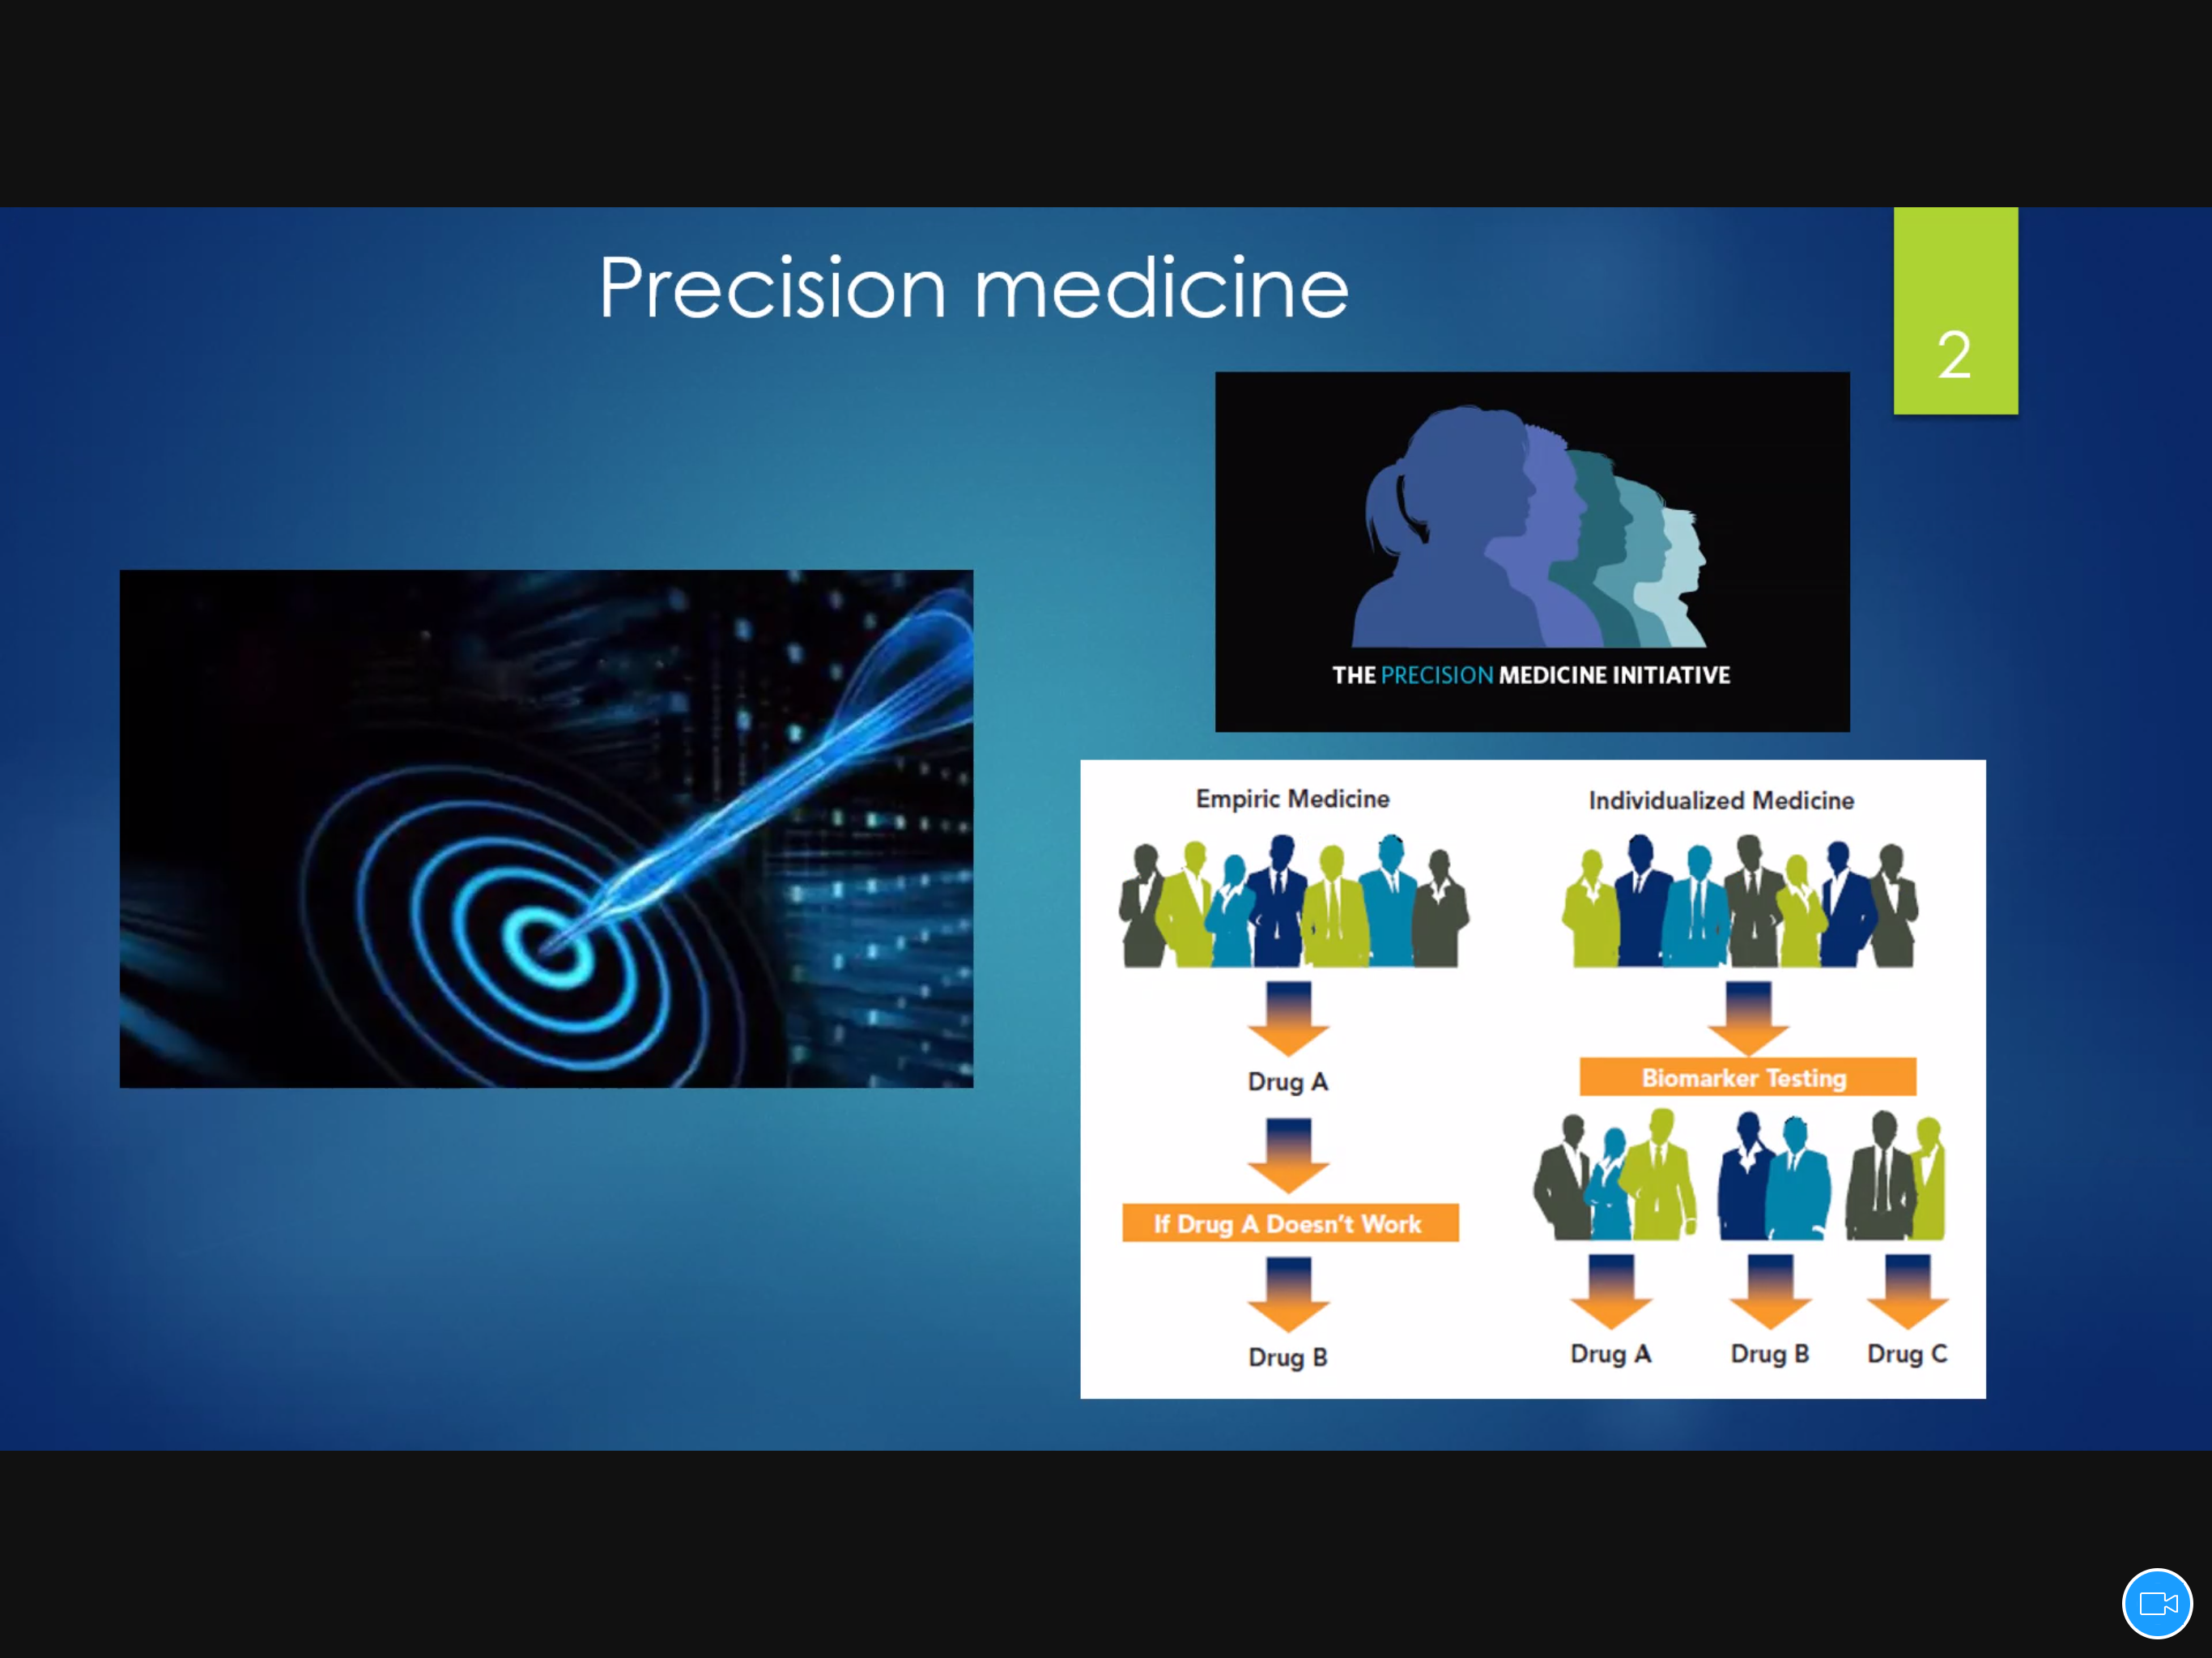 Precision medicine
2
THE PRECISION MEDICINE INITIATIVE
Empiric Medicine
Drug A
If Drug A Doesn't Work
Drug B
Individualized Medicine
Biomarker Testing
Drug A
Drug B
Drug C